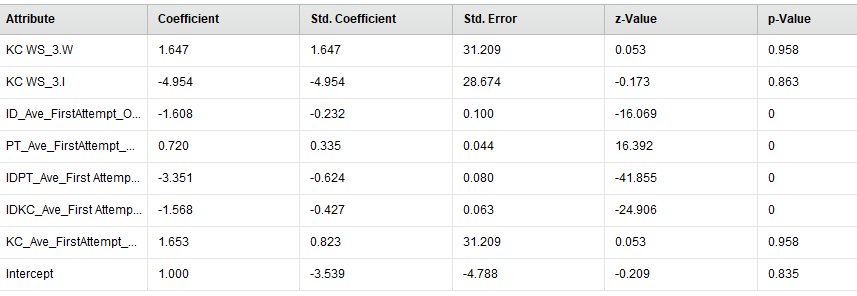 Attribute Coefficient Std. Coefficient Std. Error z-Value p-Value
KC WS_3.W 1.647 1.647 31.209 0.053 0.958
KC WS_3.I -4.954 -4.954 28.674 -0.173 0.863
ID_Ave_FirstAttempt_O... -1.608 -0.232 0.100 -16.069 0
PT_Ave_FirstAttempt_... 0.720 0.335 0.044 16.392 0
IDPT_Ave_First Attemp... -3.351 -0.624 0.080 -41.855 0
IDKC_Ave_First Attemp... -1.568 -0.427 0.063 -24.906 0
KC_Ave_FirstAttempt_... 1.653 0.823 31.209 0.053 0.958
Intercept 1.000 -3.539 -4.788 -0.209 0.835